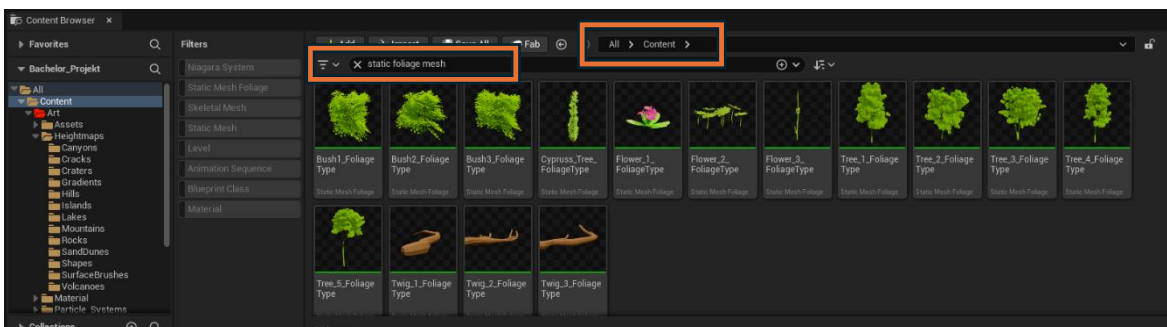 Content Browser
Favorites
Bachelor_Projekt
All
Content
Art
Assets
Heightmaps
Canyons
Cracks
Craters
Gradients
Hills
Islands
Lakes
Mountains
Rocks
SandDunes
Shapes
SurfaceBrushes
Volcanoes
Material
Particle_Systems
Collections
Filters
Niagara System
Static Mesh Foliage
Skeletal Mesh
Static Mesh
Level
Animation Sequence
Blueprint Class
Material
Fab
All > Content >
static foliage mesh
Bush1_Foliage
Type
Static Mesh Foliage
Bush2_Foliage
Type
Static Mesh Foliage
Bush3_Foliage
Type
Static Mesh Foliage
Cypruss_Tree_
FoliageType
Static Mesh Foliage
Flower_1_
FoliageType
Static Mesh Foliage
Flower_2_
FoliageType
Static Mesh Foliage
Flower_3_
FoliageType
Static Mesh Foliage
Tree_1_Foliage
Type
Static Mesh Foliage
Tree_2_Foliage
Type
Static Mesh Foliage
Tree_3_Foliage
Type
Static Mesh Foliage
Tree_4_Foliage
Type
Static Mesh Foliage
Tree_5_Foliage
Type
Twig_1_Foliage
Type
Twig_2_Foliage
Type
Twig_3_Foliage
Type